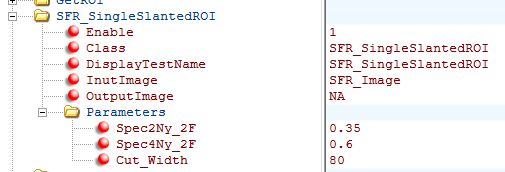 GetROI
SFR_SingleSlantedROI
Enable 1
Class SFR_SingleSlantedROI
DisplayTestName SFR_SingleSlantedROI
InutImage SFR_Image
OutputImage NA
Parameters
Spec2Ny_2F 0.35
Spec4Ny_2F 0.6
Cut_Width 80